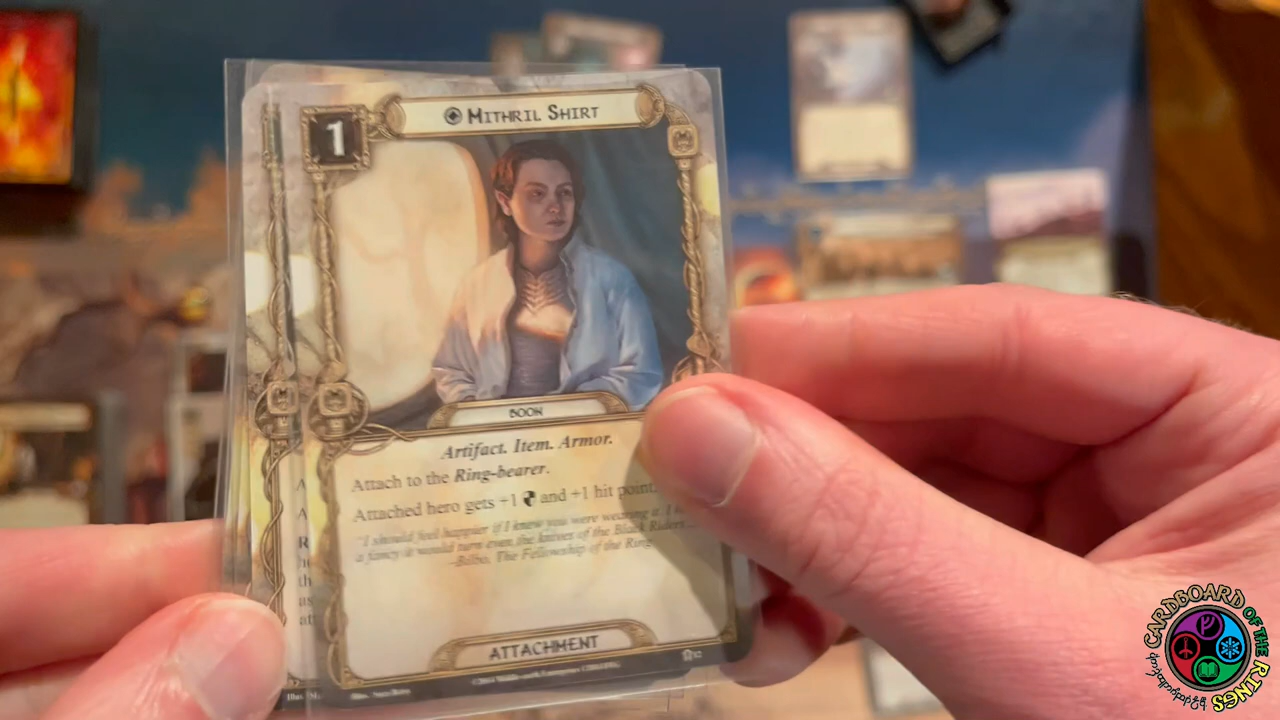 1
MITHRIL SHIRT
BOON
Artifact. Item. Armor.
Attach to the Ring-bearer.
Attached hero gets +1 and +1 hit point.
"I should feel happier if I knew you were wearing it. I
a fancy it would turn even the knives of the Black Riders...
-Bilbo, The Fellowship of the Ring
ATTACHMENT
CARDBOARD OF THE RINGS